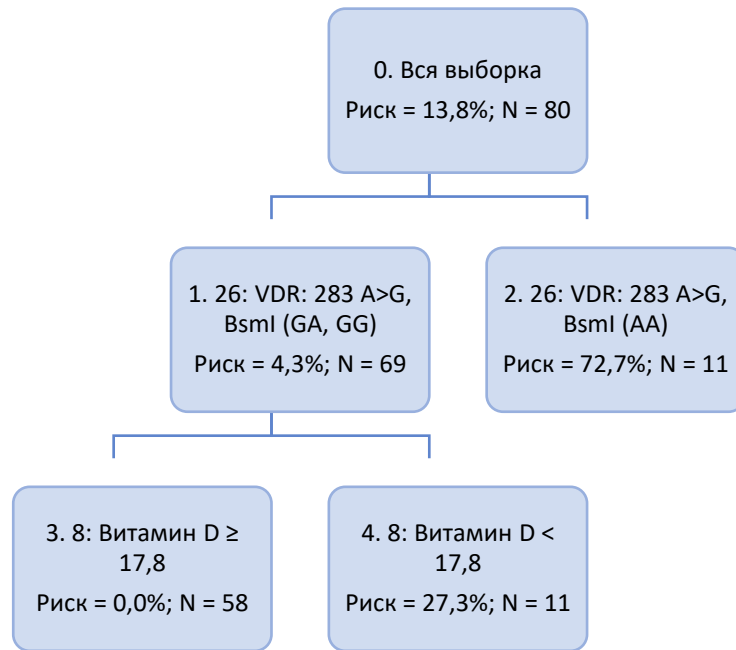 0. Вся выборка
Риск = 13,8%; N = 80
1. 26: VDR: 283 A>G,
BsmI (GA, GG)
Риск = 4,3%; N = 69
2. 26: VDR: 283 A>G,
BsmI (AA)
Риск = 72,7%; N = 11
3. 8: Витамин D ≥
17,8
Риск = 0,0%; N = 58
4. 8: Витамин D <
17,8
Риск = 27,3%; N = 11